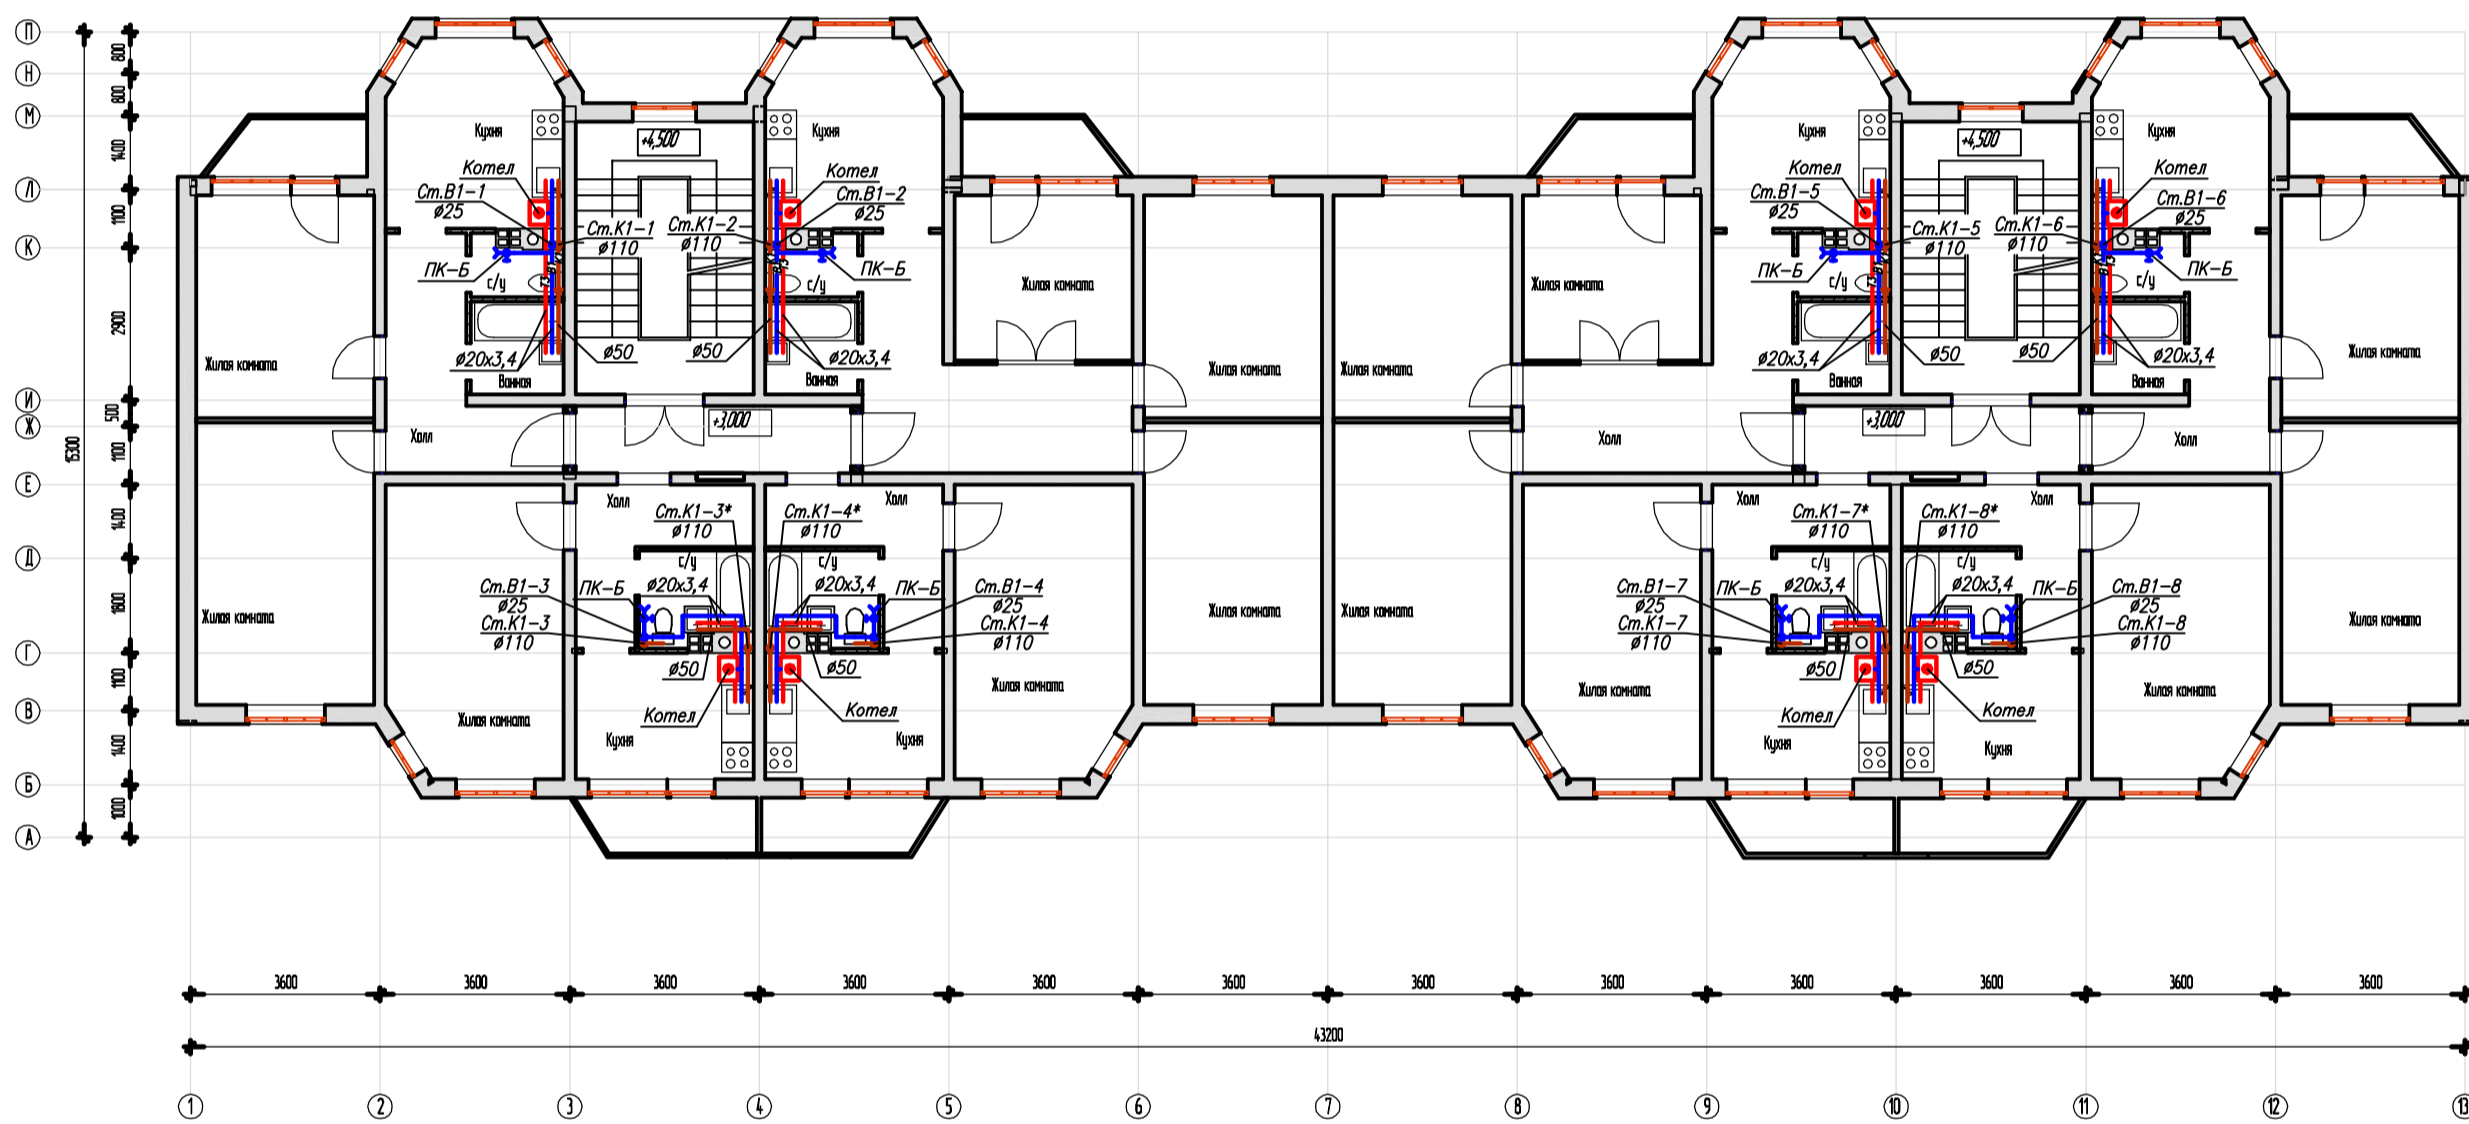 П
Н
М
Л
К
И
Ж
Е
Д
Г
В
Б
А
800
800
1400
1100
2900
500
1100
1400
1800
1100
1400
1000
15300
Кухня
+4,500
Кухня
Котел
Котел
Ст.В1-1
ø25
Ст.В1-2
ø25
Ст.К1-1
ø110
Ст.К1-2
ø110
ПК-Б
ПК-Б
с/у
с/у
Т3
В1
К1
К1
В1
Т3
ø20х3,4
ø50
ø50
ø20х3,4
Ванная
Ванная
Жилая комната
Жилая комната
Жилая комната
Жилая комната
Жилая комната
Холл
+3,000
Кухня
+4,500
Кухня
Котел
Котел
Ст.В1-5
ø25
Ст.В1-6
ø25
Ст.К1-5
ø110
Ст.К1-6
ø110
ПК-Б
ПК-Б
с/у
с/у
Т3
В1
К1
В1
Т3
ø20х3,4
ø50
ø50
ø20х3,4
Ванная
Ванная
Жилая комната
Холл
+3,000
Холл
Холл
Холл
Ст.К1-3*
ø110
Ст.К1-4*
ø110
с/у
с/у
Ст.В1-3
ø25
ПК-Б
ø20х3,4
ø20х3,4
ПК-Б
Ст.В1-4
ø25
Ст.К1-3
ø110
Ст.К1-4
ø110
ø50
ø50
Котел
Котел
Кухня
Кухня
Жилая комната
Жилая комната
Жилая комната
Жилая комната
Жилая комната
Холл
Холл
Ст.К1-7*
ø110
Ст.К1-8*
ø110
с/у
с/у
Ст.В1-7
ø25
ПК-Б
ø20х3,4
ø20х3,4
ПК-Б
Ст.В1-8
ø25
Ст.К1-7
ø110
Ст.К1-8
ø110
ø50
ø50
Котел
Котел
Кухня
Кухня
Жилая комната
Жилая комната
Жилая комната
3600 3600 3600 3600 3600 3600 3600 3600 3600 3600 3600 3600
43200
1 2 3 4 5 6 7 8 9 10 11 12 13